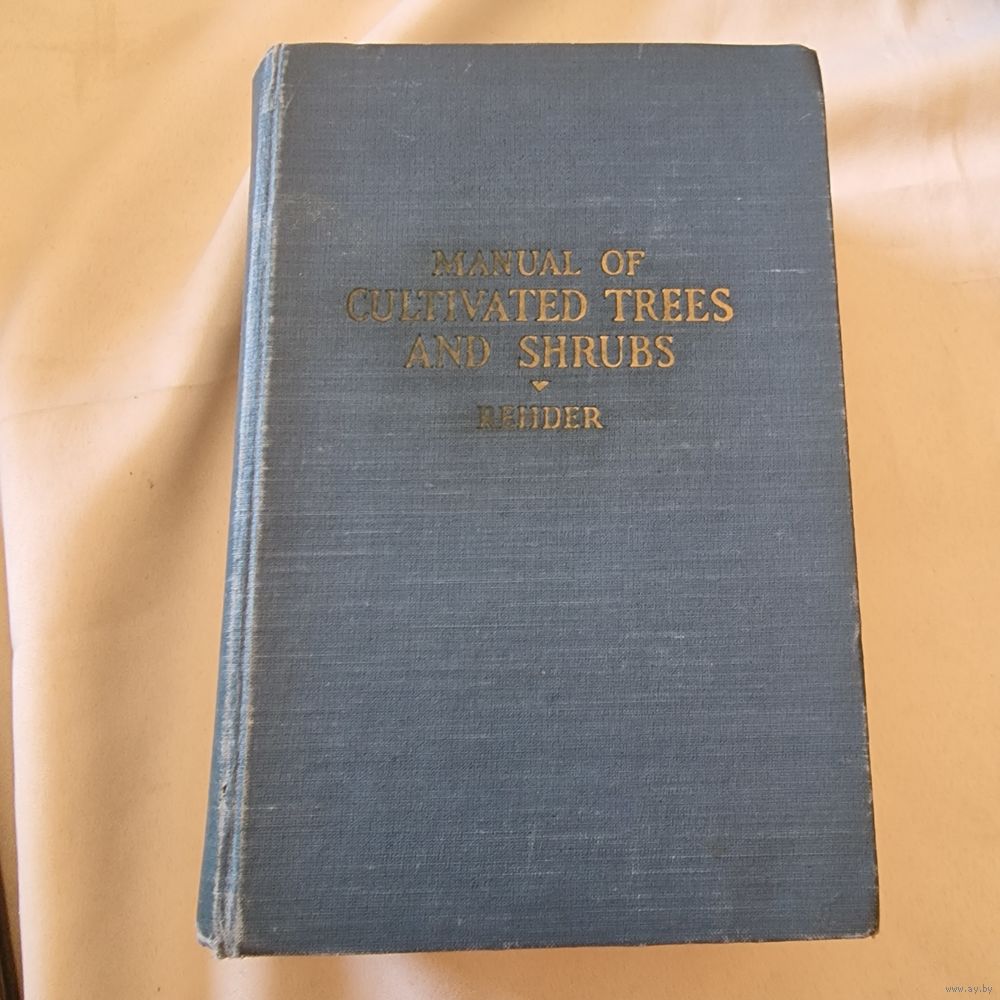 MANUAL OF
CULTIVATED TREES
AND SHRUBS
REHDER
www.ay.by